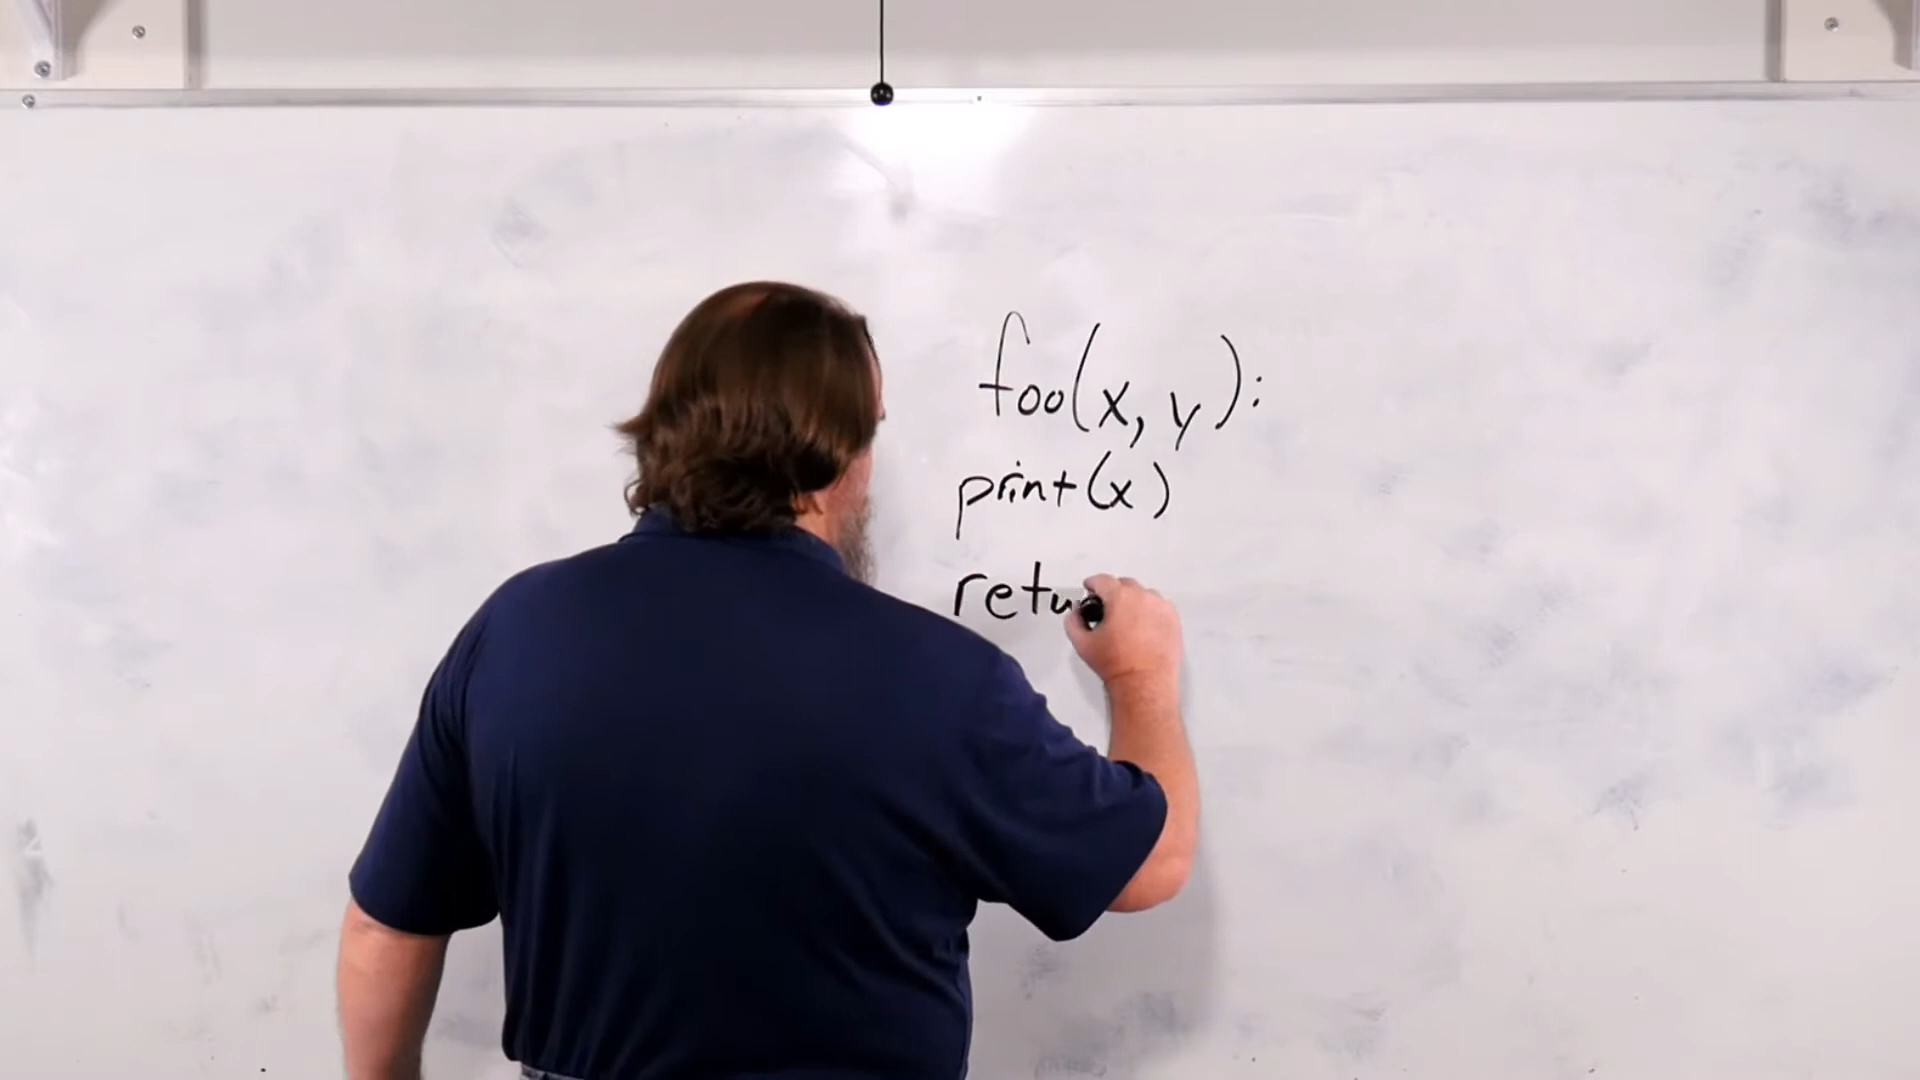 foo(x, y):
print(x)
retu